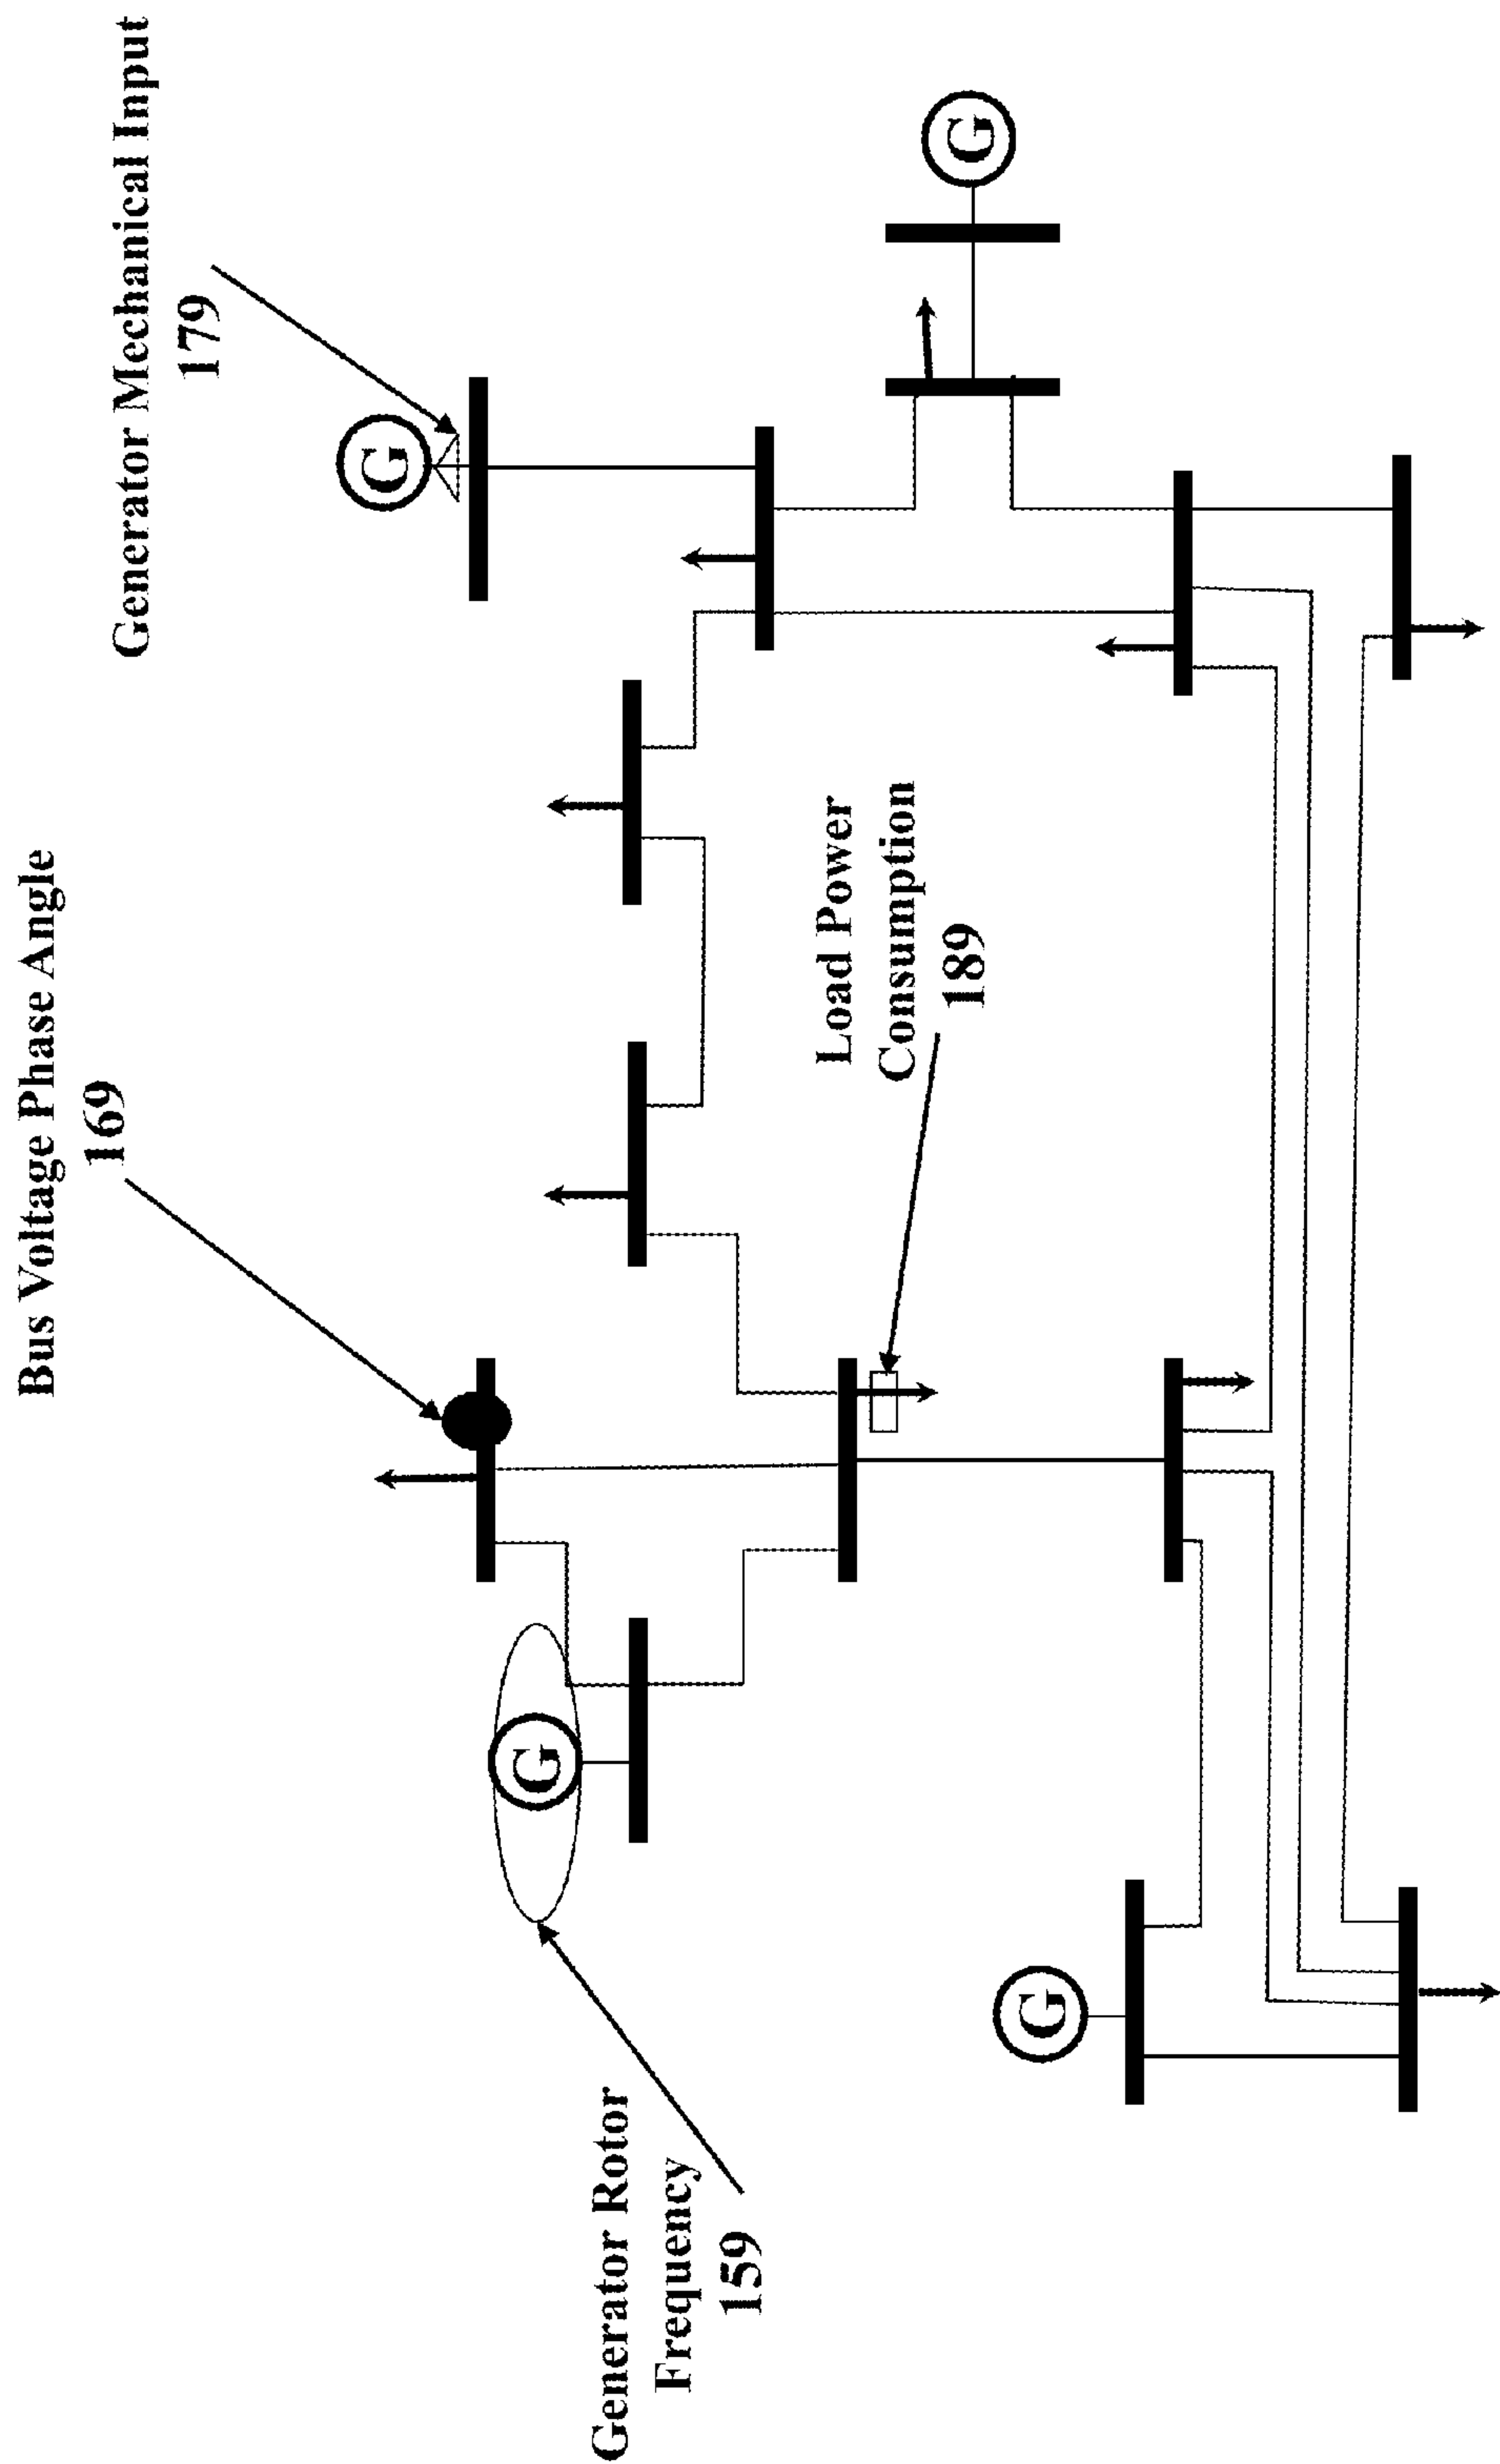 Generator Rotor
Frequency
159
G
Bus Voltage Phase Angle
169
G
Load Power
Consumption
189
Generator Mechanical Input
179
G
G